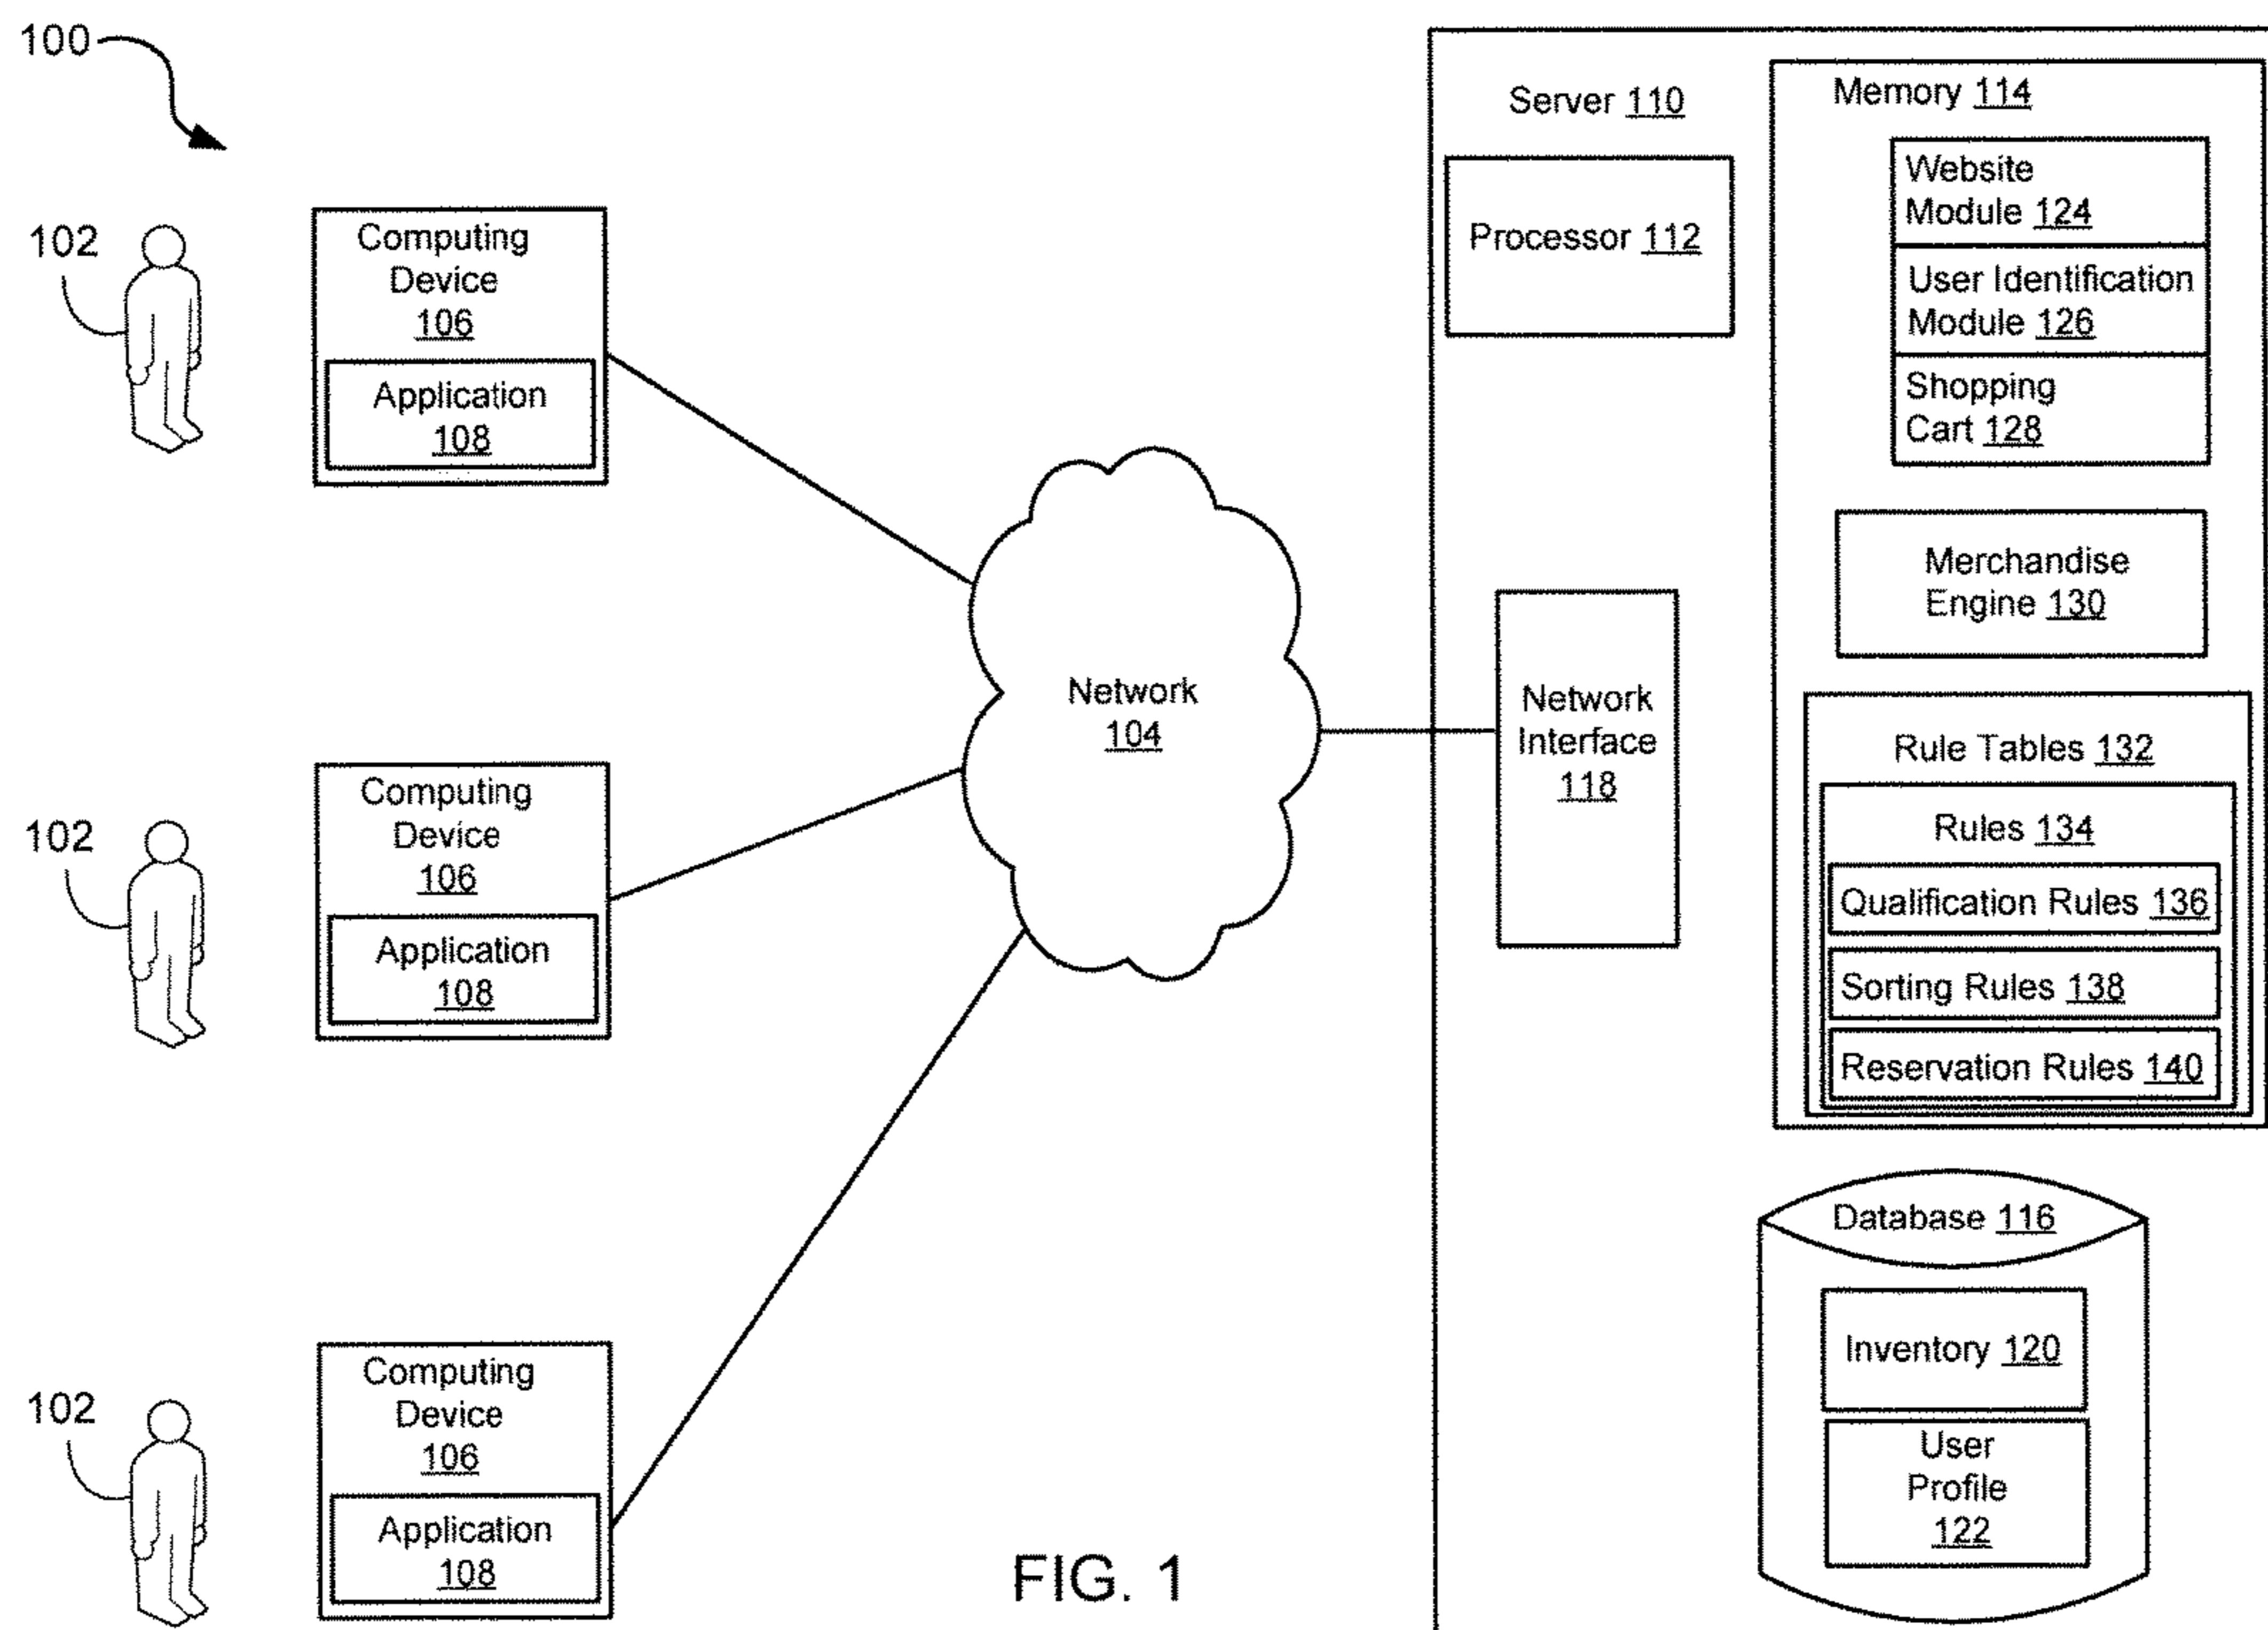 100
102
Computing
Device
106
Application
108
102
Computing
Device
106
Application
108
102
Computing
Device
106
Application
108
Network
104
FIG. 1
Server 110
Processor 112
Network
Interface
118
Memory 114
Website
Module 124
User Identification
Module 126
Shopping
Cart 128
Merchandise
Engine 130
Rule Tables 132
Rules 134
Qualification Rules 136
Sorting Rules 138
Reservation Rules 140
Database 116
Inventory 120
User
Profile
122